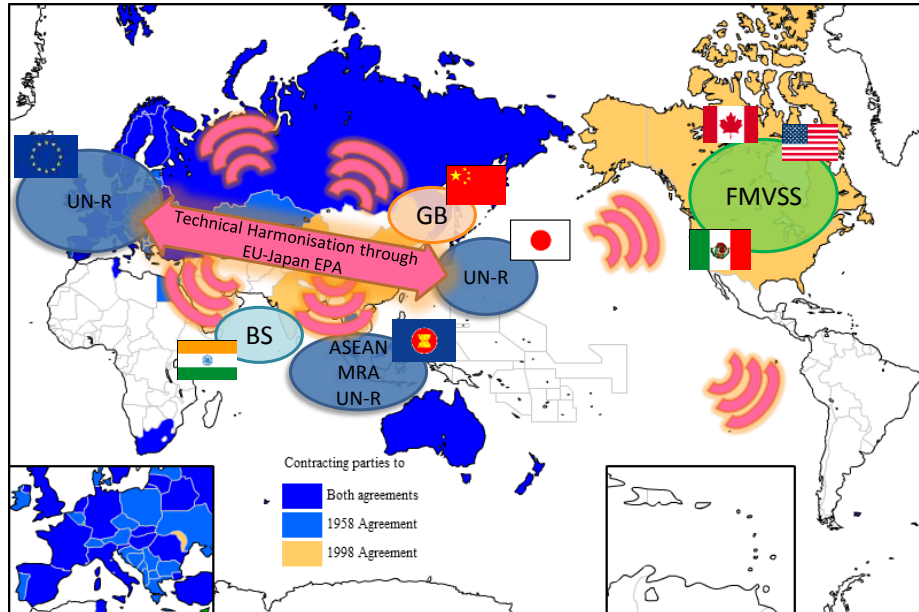 UN-R
Technical Harmonisation through
EU-Japan EPA
GB
UN-R
FMVSS
BS
ASEAN
MRA
UN-R
Contracting parties to
Both agreements
1958 Agreement
1998 Agreement